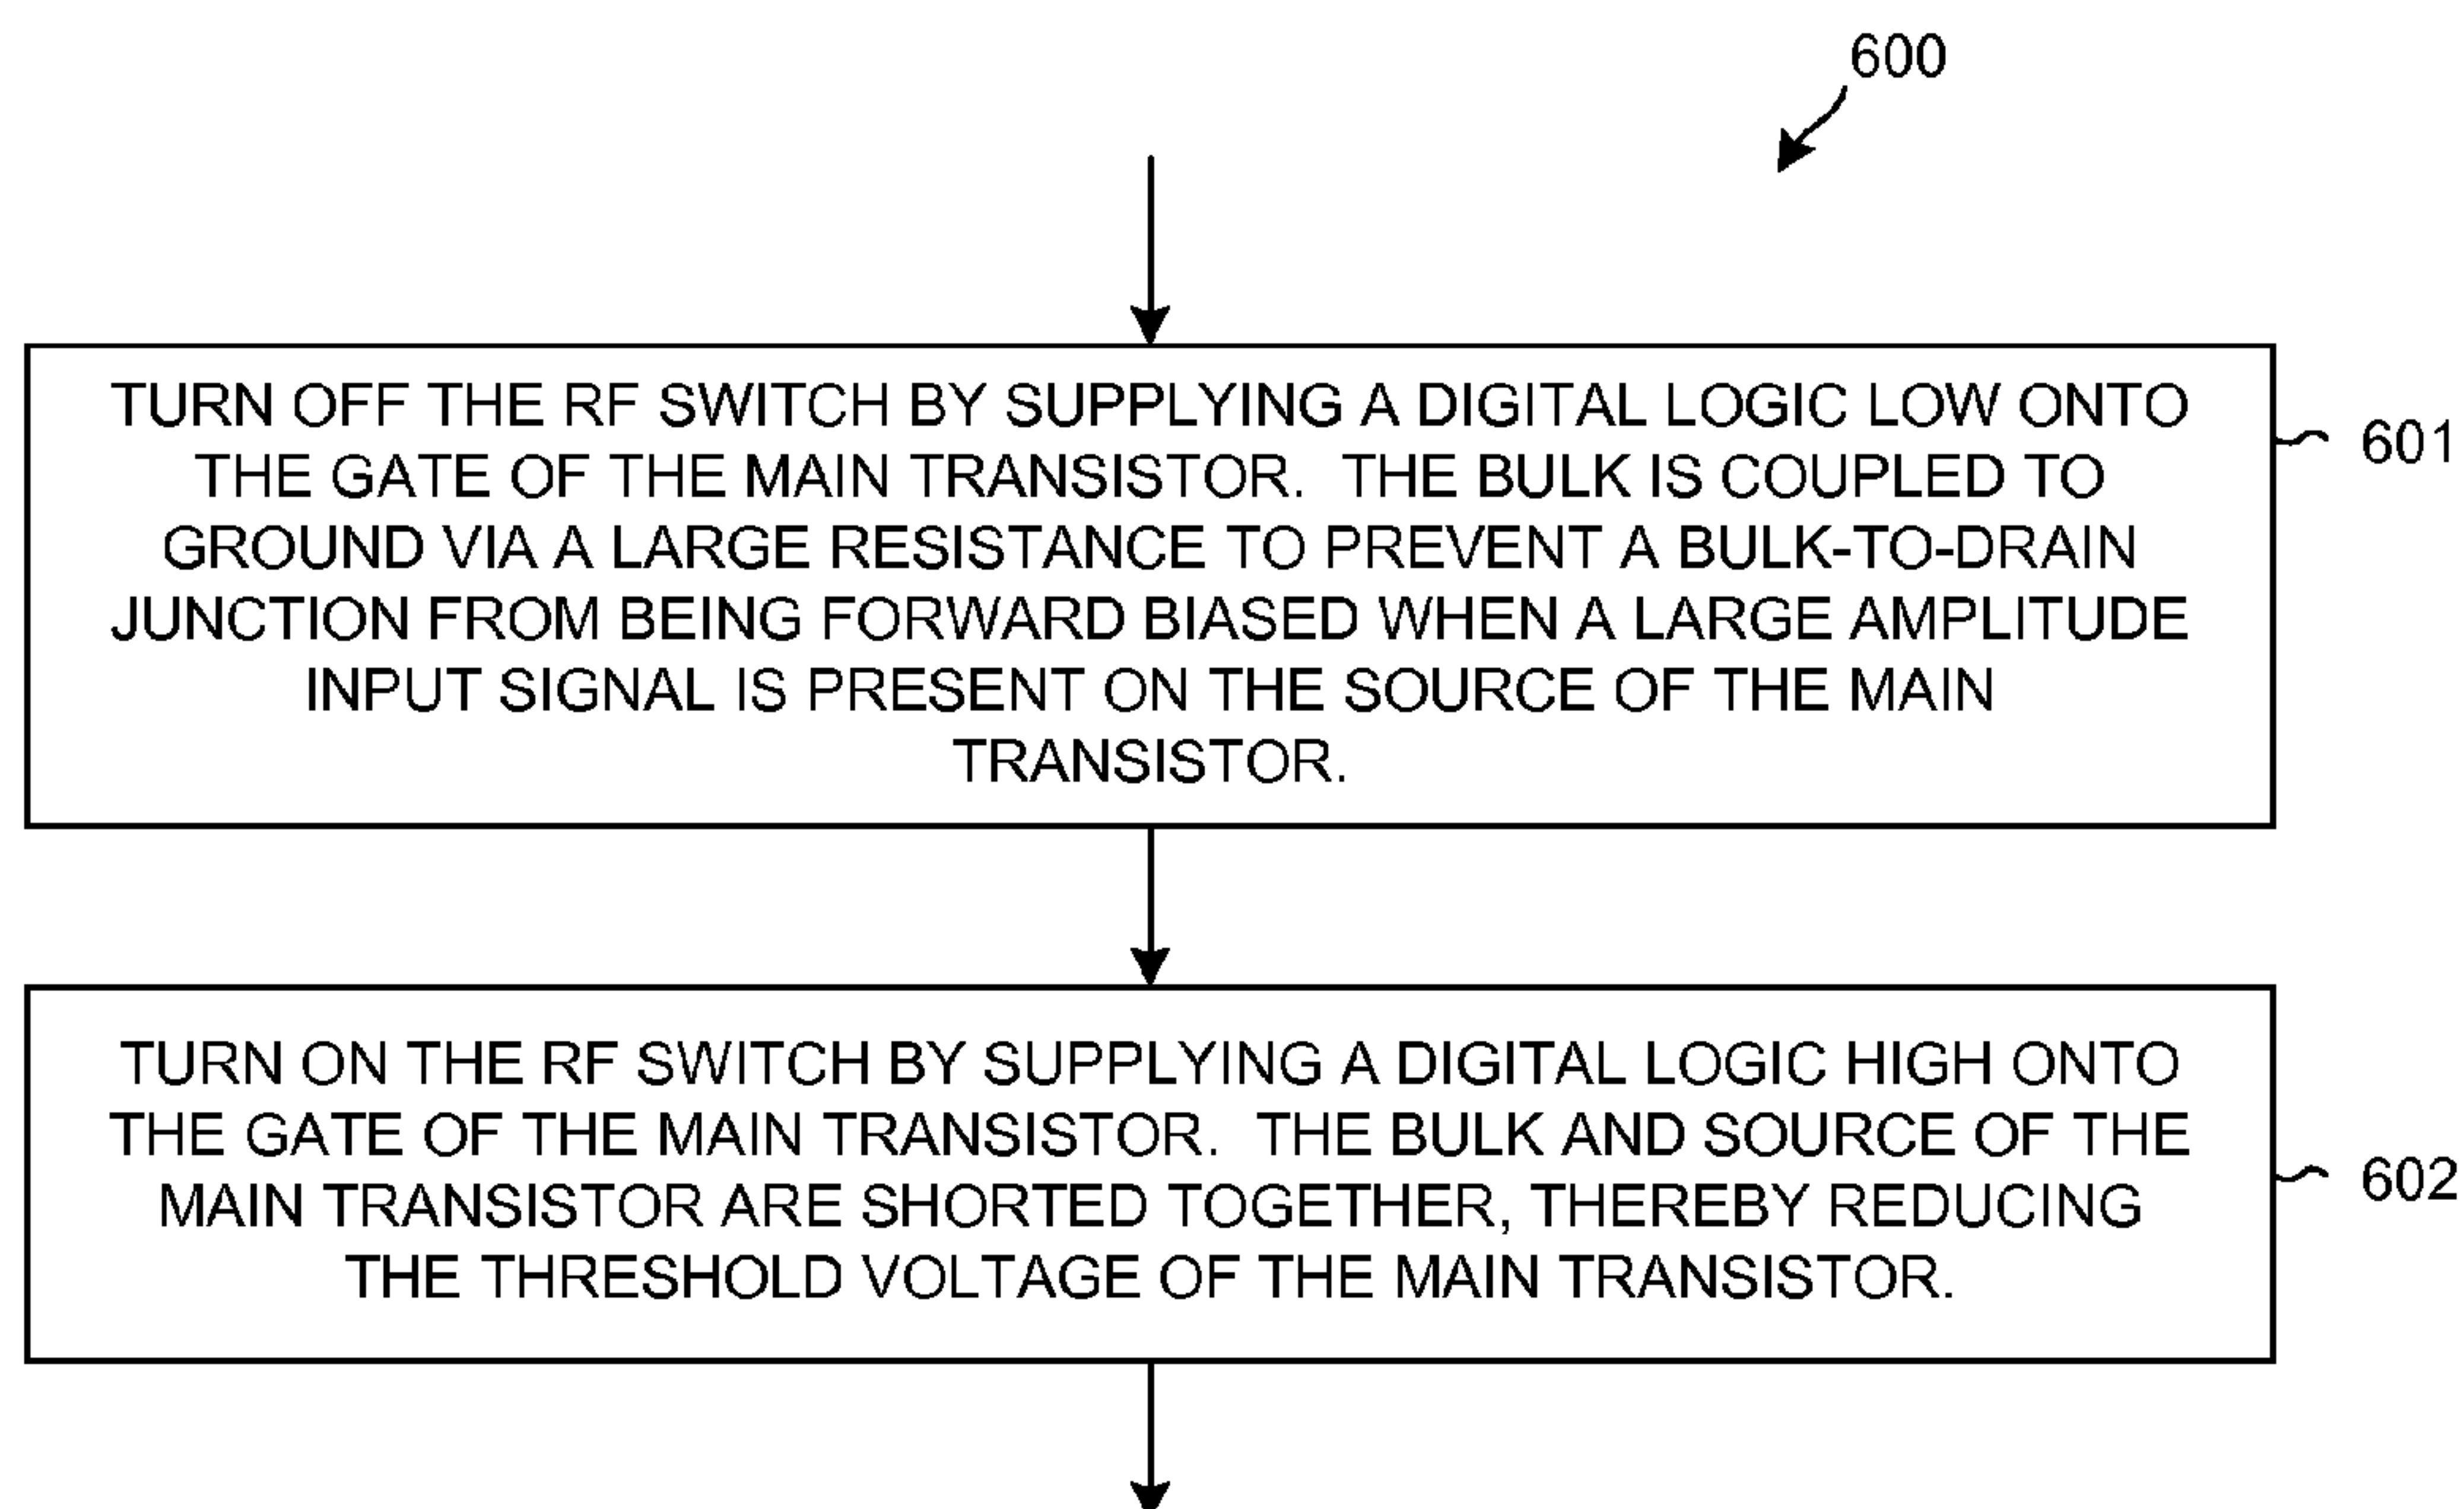 600
TURN OFF THE RF SWITCH BY SUPPLYING A DIGITAL LOGIC LOW ONTO
THE GATE OF THE MAIN TRANSISTOR. THE BULK IS COUPLED TO
GROUND VIA A LARGE RESISTANCE TO PREVENT A BULK-TO-DRAIN
JUNCTION FROM BEING FORWARD BIASED WHEN A LARGE AMPLITUDE
INPUT SIGNAL IS PRESENT ON THE SOURCE OF THE MAIN
TRANSISTOR.
601
TURN ON THE RF SWITCH BY SUPPLYING A DIGITAL LOGIC HIGH ONTO
THE GATE OF THE MAIN TRANSISTOR. THE BULK AND SOURCE OF THE
MAIN TRANSISTOR ARE SHORTED TOGETHER, THEREBY REDUCING
THE THRESHOLD VOLTAGE OF THE MAIN TRANSISTOR.
602